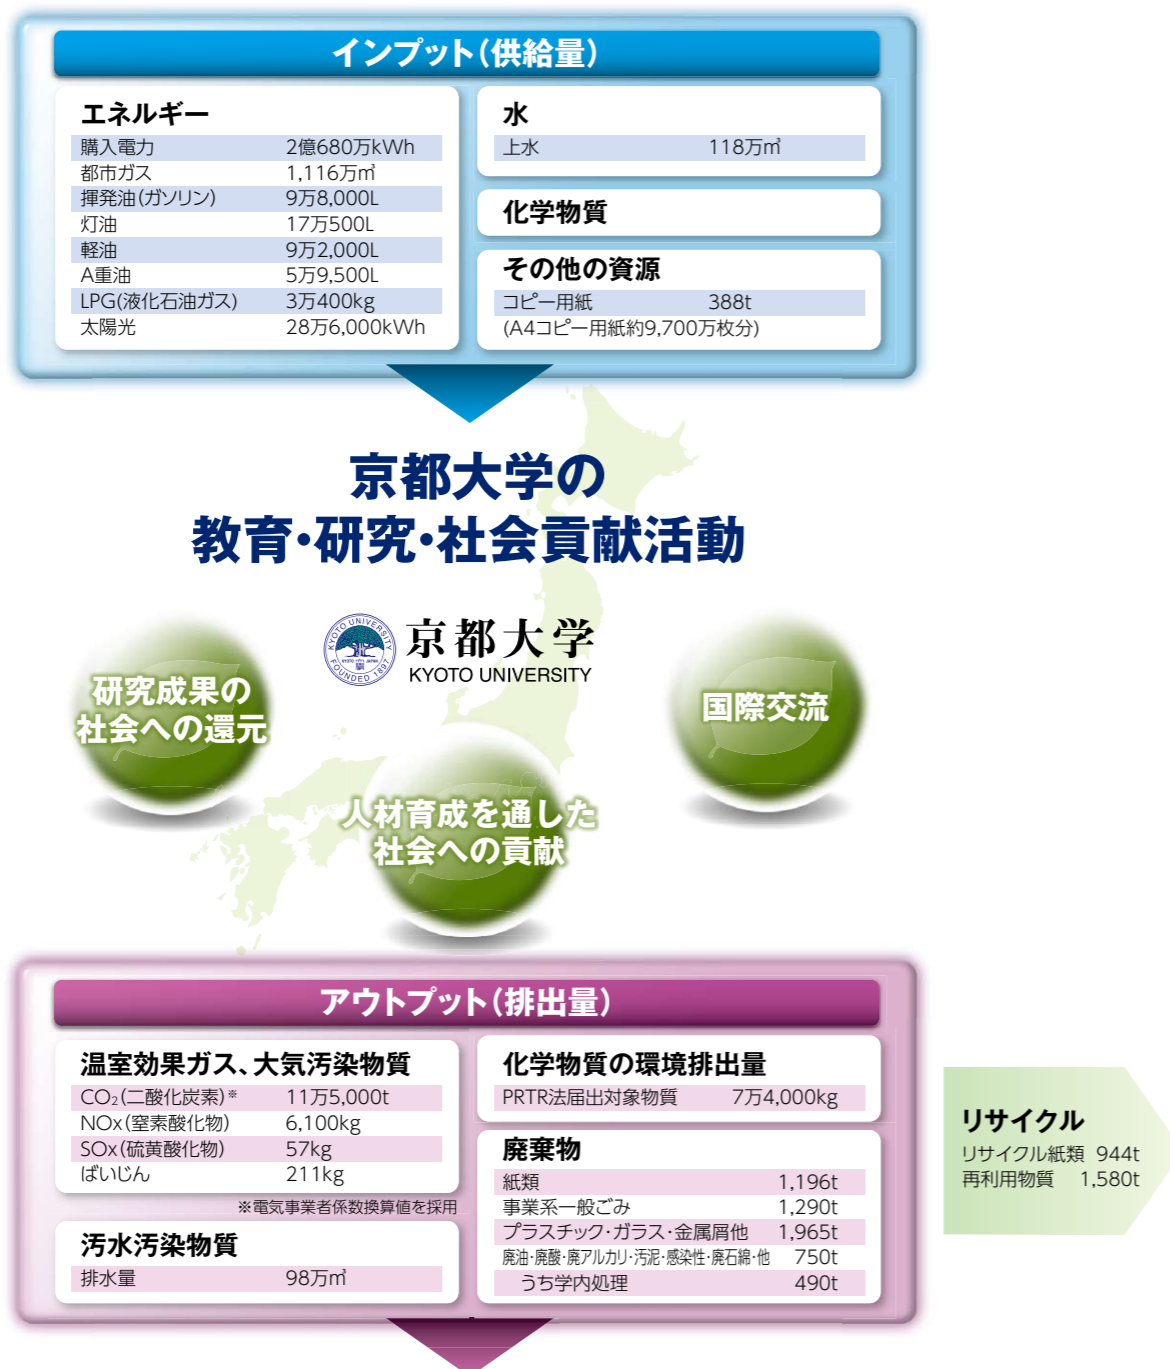 インプット(供給量)
エネルギー
購入電力 2億680万kWh
都市ガス 1,116万㎥
揮発油(ガソリン) 9万8,000L
灯油 17万500L
軽油 9万2,000L
A重油 5万9,500L
LPG(液化石油ガス) 3万400kg
太陽光 28万6,000kWh
水
上水 118万㎥
化学物質
その他の資源
コピー用紙 388t
(A4コピー用紙約9,700万枚分)
京都大学の
教育・研究・社会貢献活動
KYOTO UNIVERSITY
FOUNDED 1897
京都大学
KYOTO UNIVERSITY
研究成果の
社会への還元
国際交流
人材育成を通した
社会への貢献
アウトプット(排出量)
温室効果ガス、大気汚染物質
CO₂(二酸化炭素)※ 11万5,000t
NOx(窒素酸化物) 6,100kg
SOx(硫黄酸化物) 57kg
ばいじん 211kg
※電気事業者係数換算値を採用
汚水汚染物質
排水量 98万㎥
化学物質の環境排出量
PRTR法届出対象物質 7万4,000kg
廃棄物
紙類 1,196t
事業系一般ごみ 1,290t
プラスチック・ガラス・金属屑他 1,965t
廃油・廃酸・廃アルカリ・汚泥・感染性・廃石綿・他 750t
うち学内処理 490t
リサイクル
リサイクル紙類 944t
再利用物質 1,580t